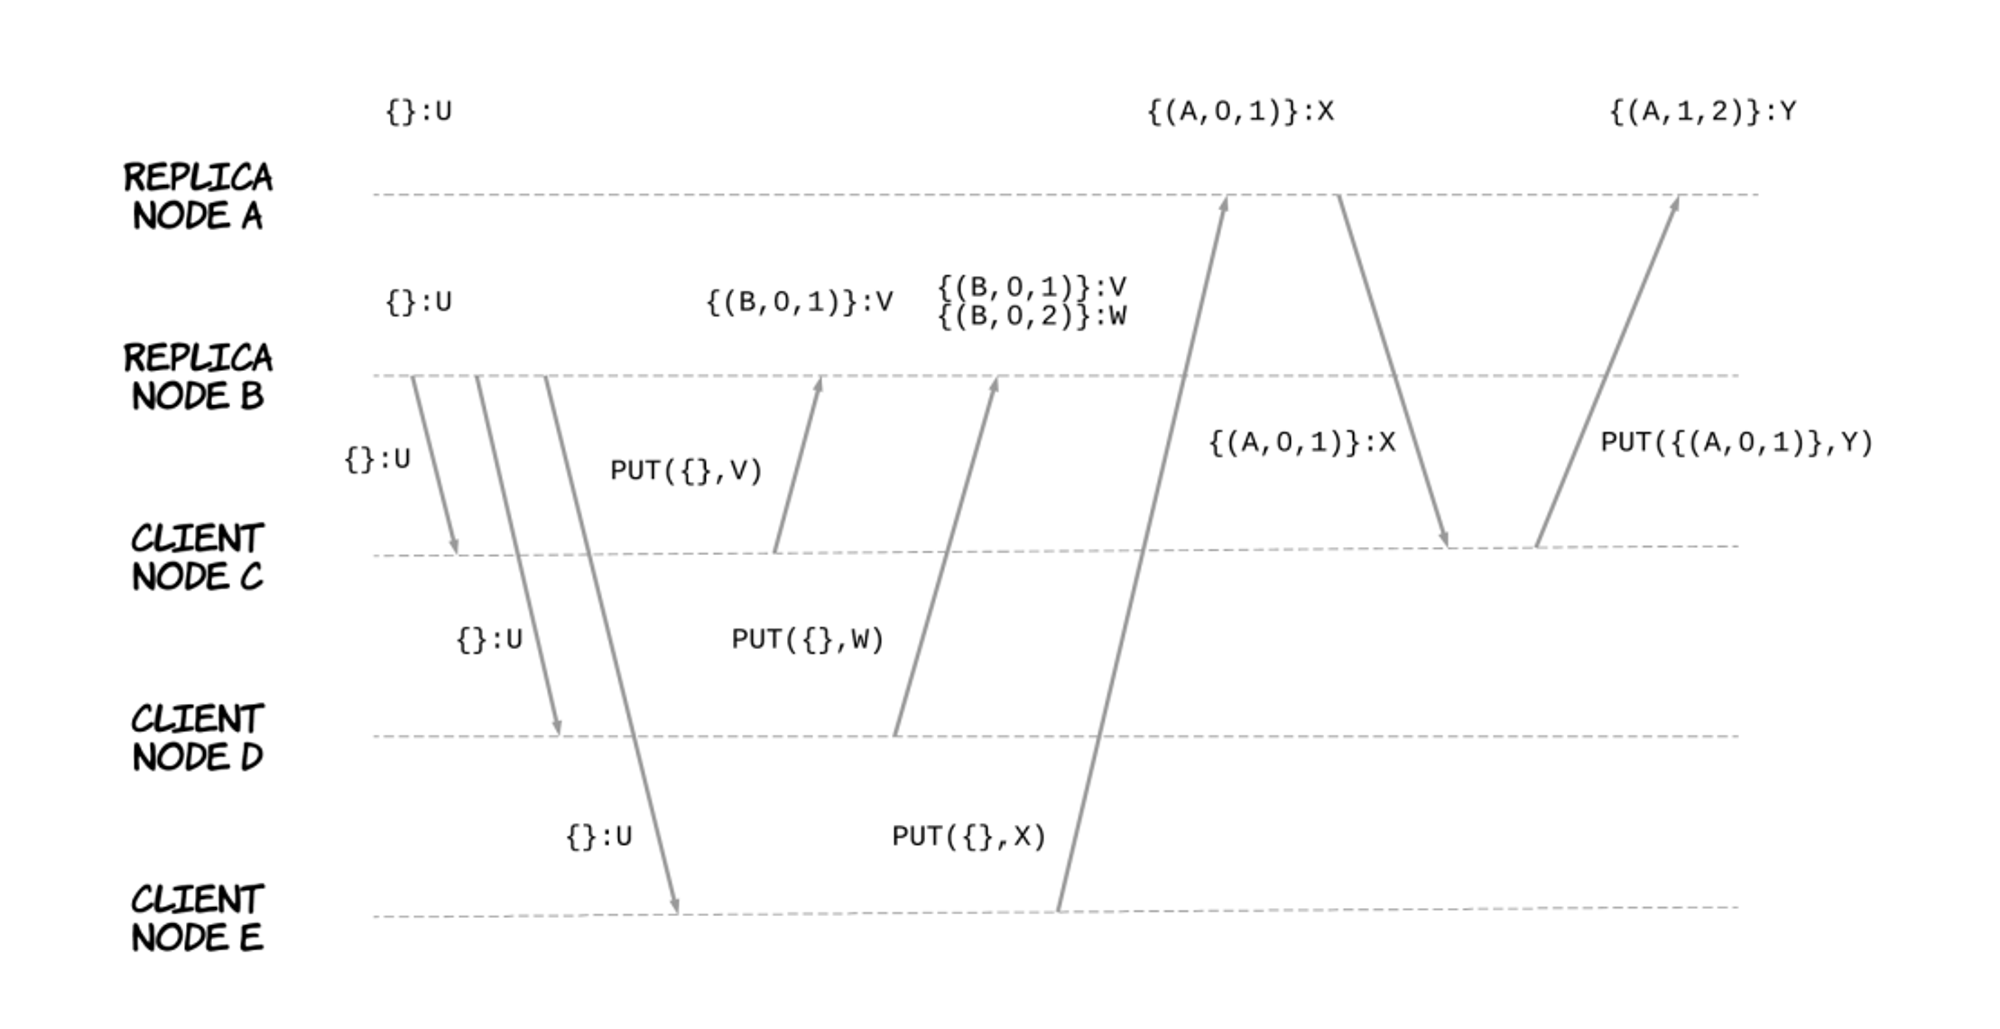 {}:U
{(A,0,1)}:X
{(A,1,2)}:Y
REPLICA
NODE A
{}:U
{(B,0,1)}:V
{(B,0,1)}:V
{(B,0,2)}:W
REPLICA
NODE B
{}:U
PUT({},V)
{(A,0,1)}:X
PUT({(A,0,1)},Y)
CLIENT
NODE C
{}:U
PUT({},W)
CLIENT
NODE D
{}:U
PUT({},X)
CLIENT
NODE E